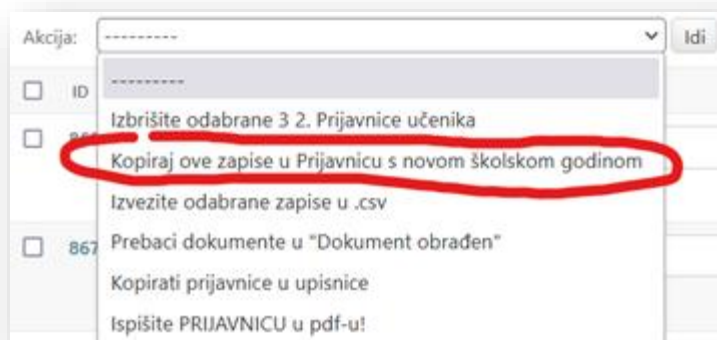 Akcija: --------- Idi
ID ---------
Izbrišite odabrane 3 2. Prijavnice učenika
Kopiraj ove zapise u Prijavnicu s novom školskom godinom
Izvezite odabrane zapise u .csv
867 Prebaci dokumente u "Dokument obrađen"
Kopirati prijavnice u upisnice
Ispišite PRIJAVNICU u pdf-u!